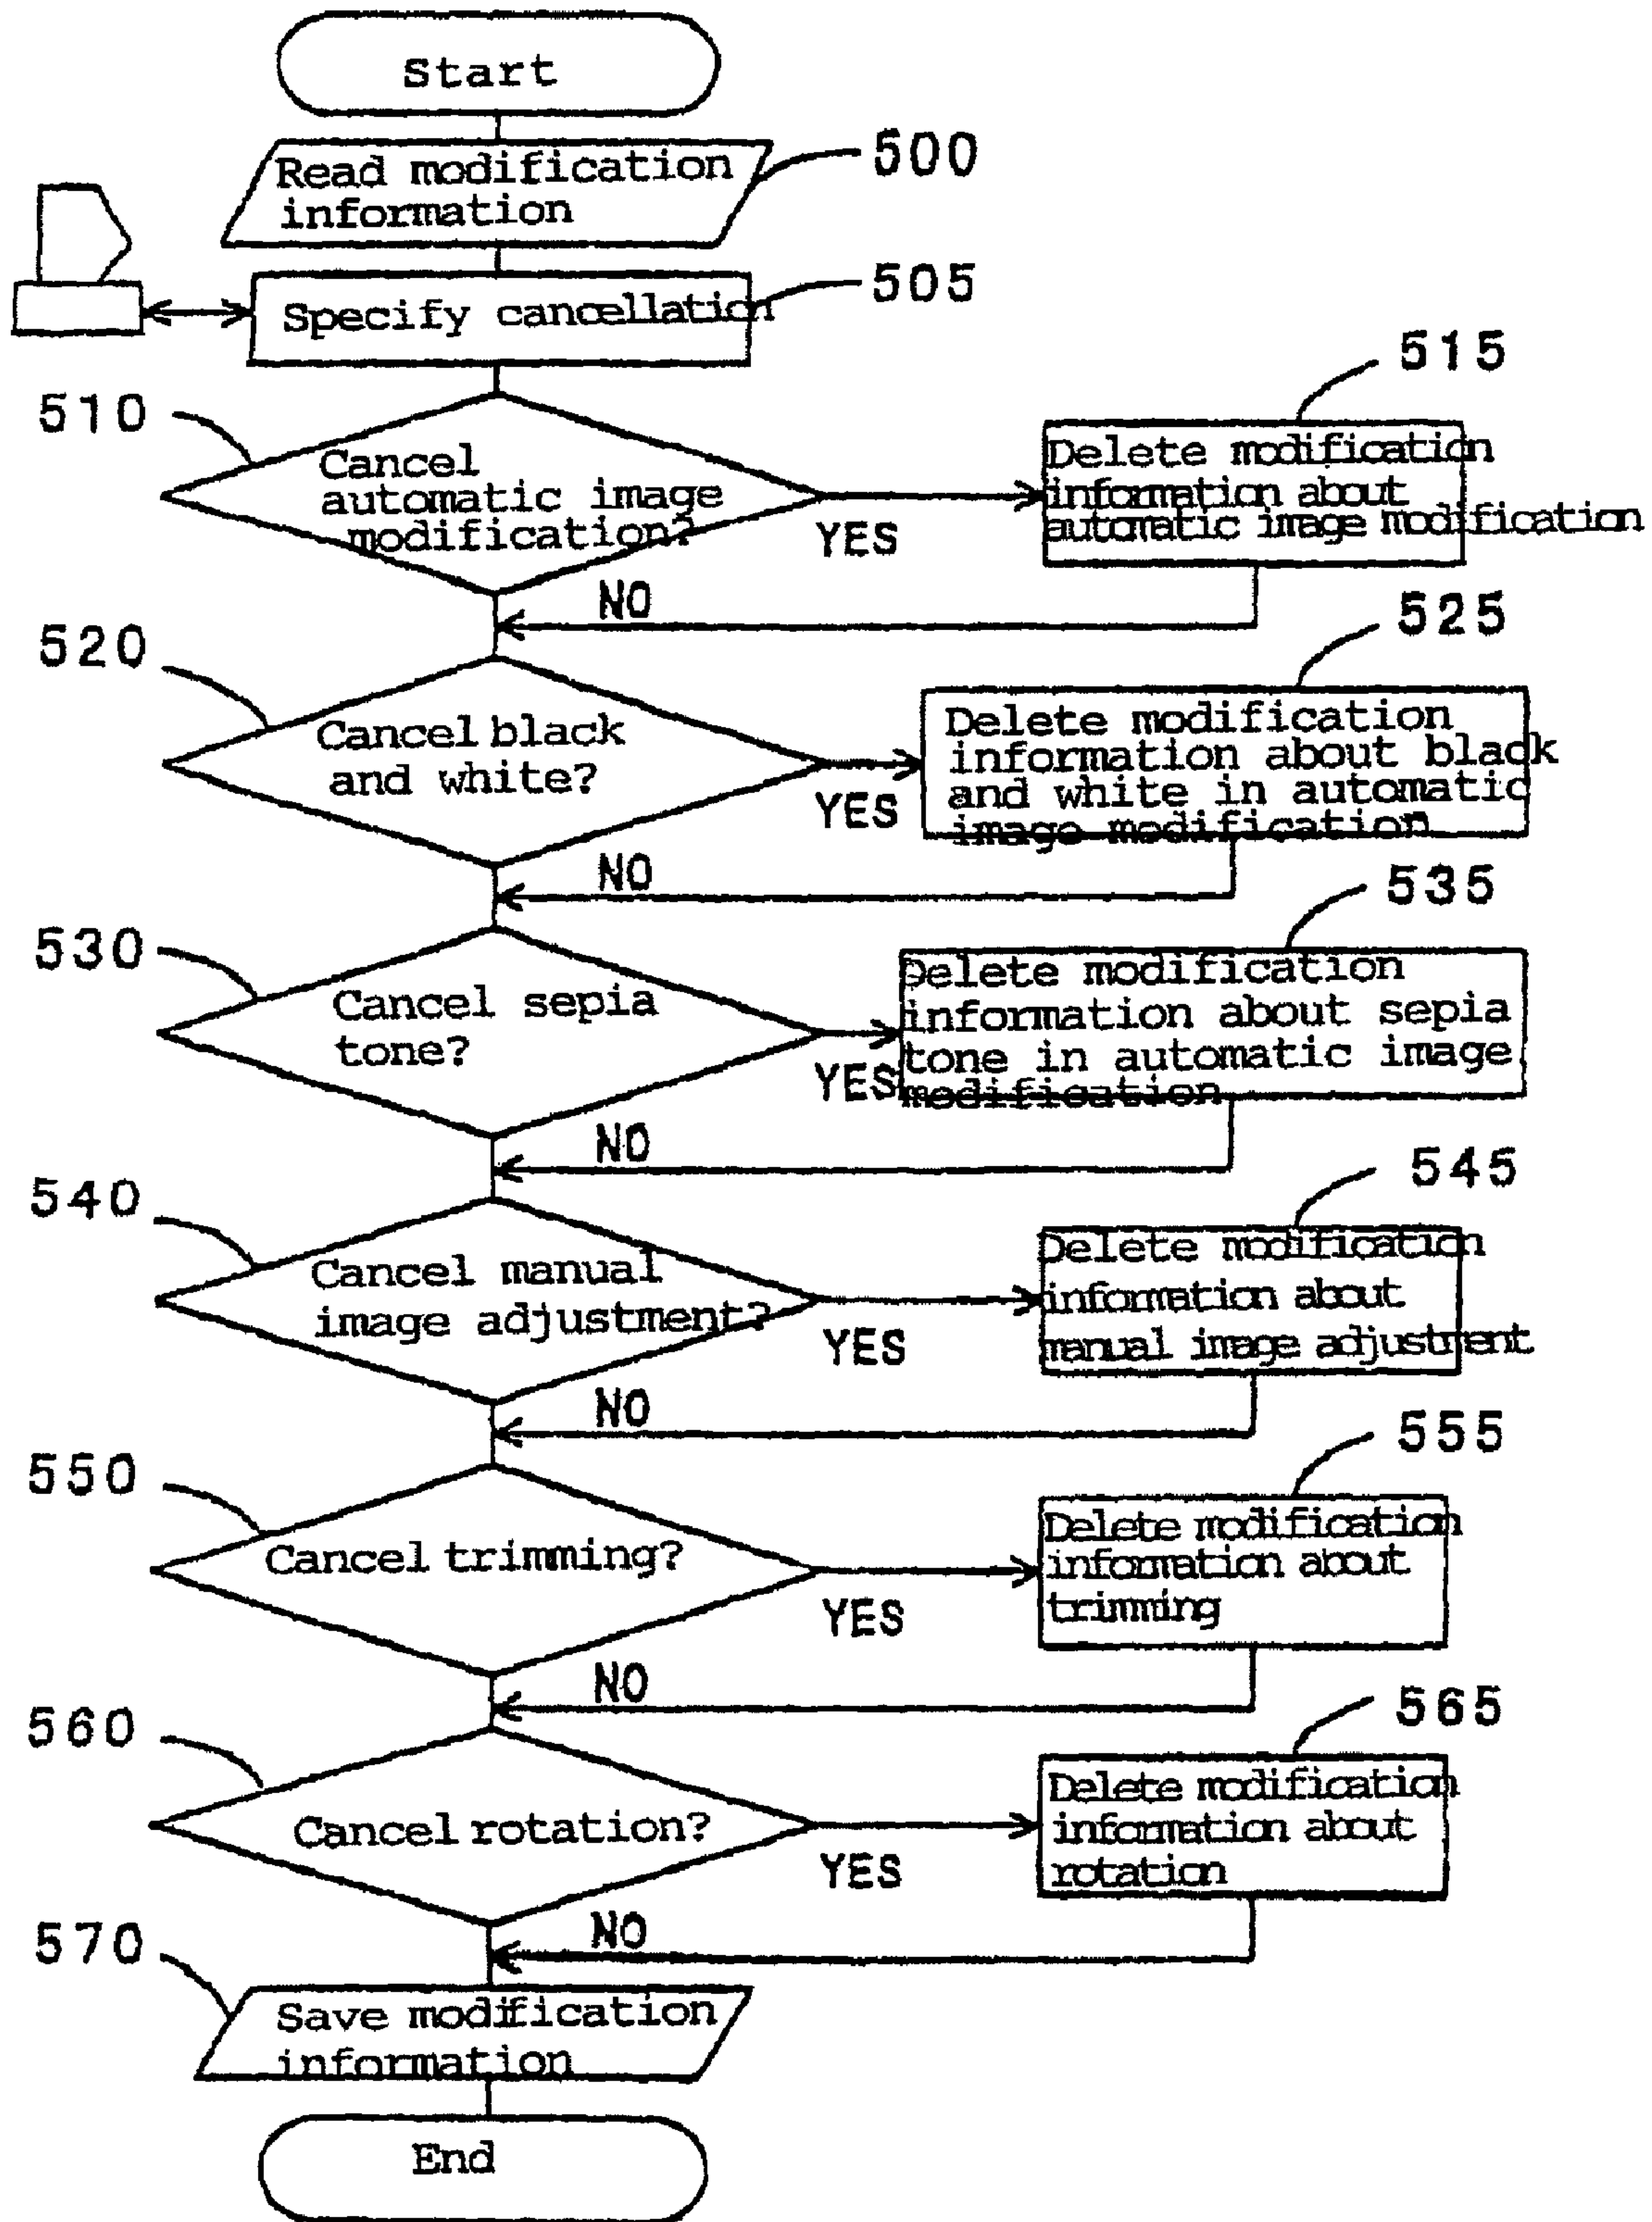 Start
Read modification
information
500
Specify cancellation
505
510
Cancel
automatic image
modification?
YES
NO
515
Delete modification
information about
automatic image modification
520
Cancel black
and white?
YES
NO
525
Delete modification
information about black
and white in automatic
image modification
530
Cancel sepia
tone?
YES
NO
535
Delete modification
information about sepia
tone in automatic image
modification
540
Cancel manual
image adjustment?
YES
NO
545
Delete modification
information about
manual image adjustment
550
Cancel trimming?
YES
NO
555
Delete modification
information about
trimming
560
Cancel rotation?
YES
NO
565
Delete modification
information about
rotation
570
Save modification
information
End